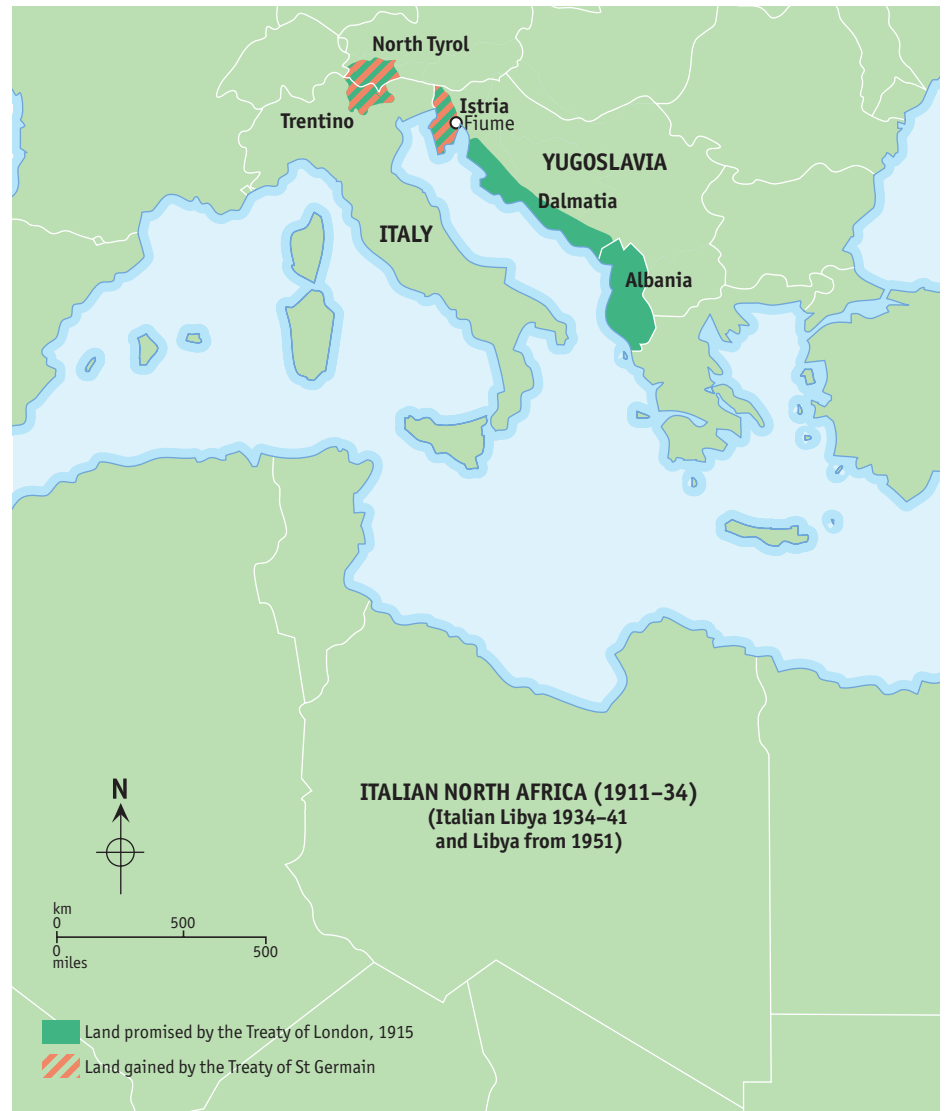 North Tyrol
Trentino
Istria
Fiume
YUGOSLAVIA
Dalmatia
ITALY
Albania
ITALIAN NORTH AFRICA (1911–34)
(Italian Libya 1934–41
and Libya from 1951)
N
km
0 500
0 500
miles
Land promised by the Treaty of London, 1915
Land gained by the Treaty of St Germain